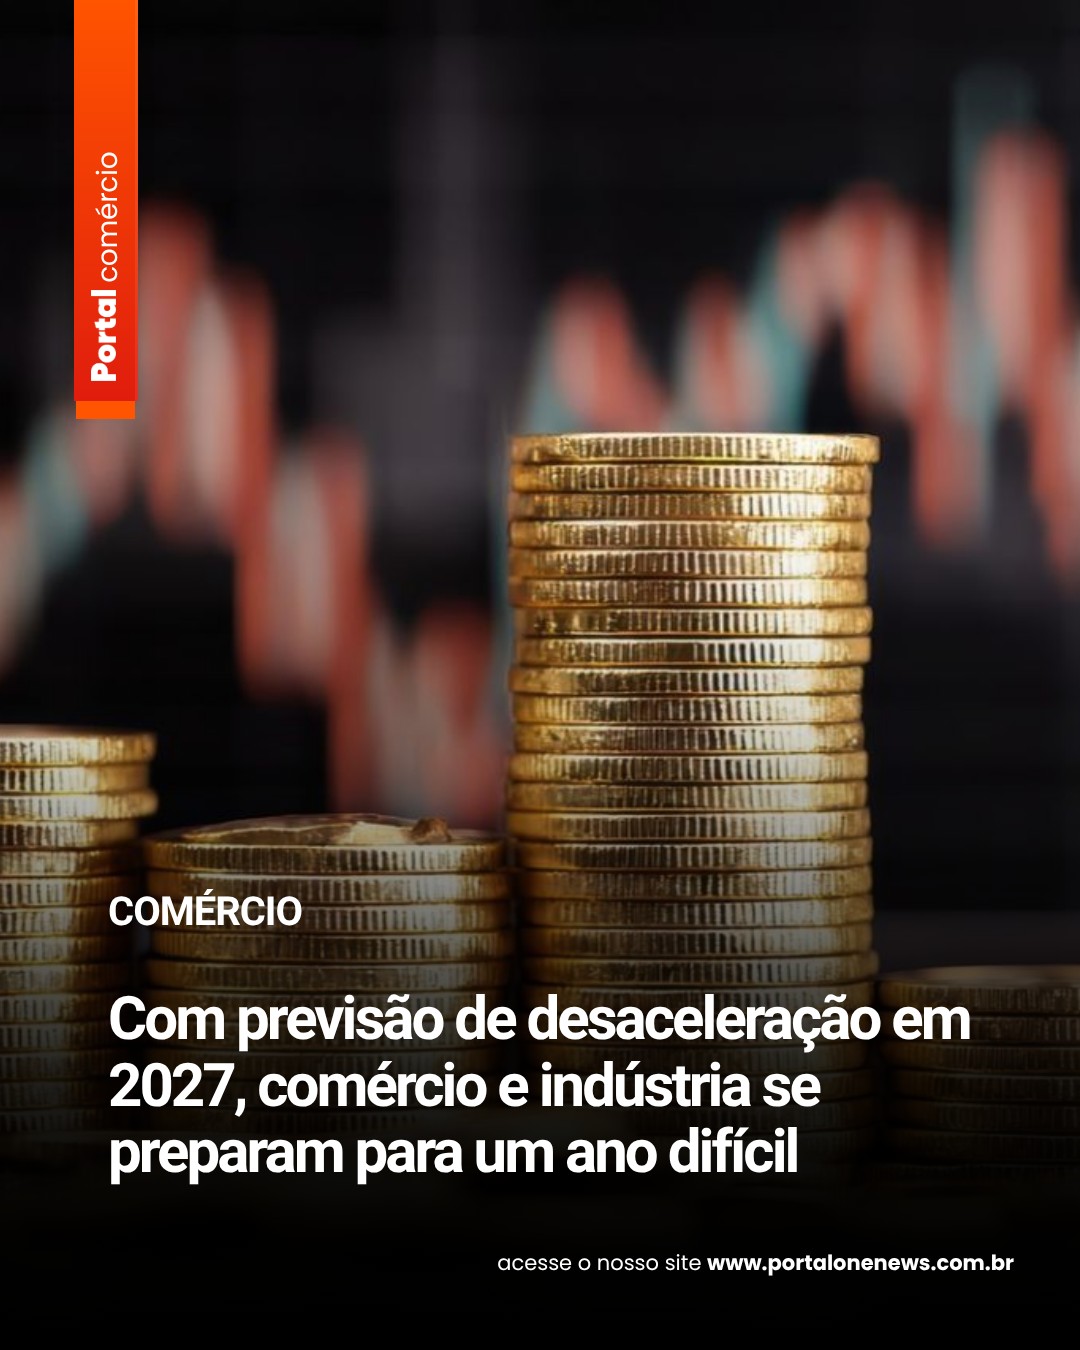 Portal comércio
COMÉRCIO
Com previsão de desaceleração em
2027, comércio e indústria se
preparam para um ano difícil
acesse o nosso site www.portalonenews.com.br